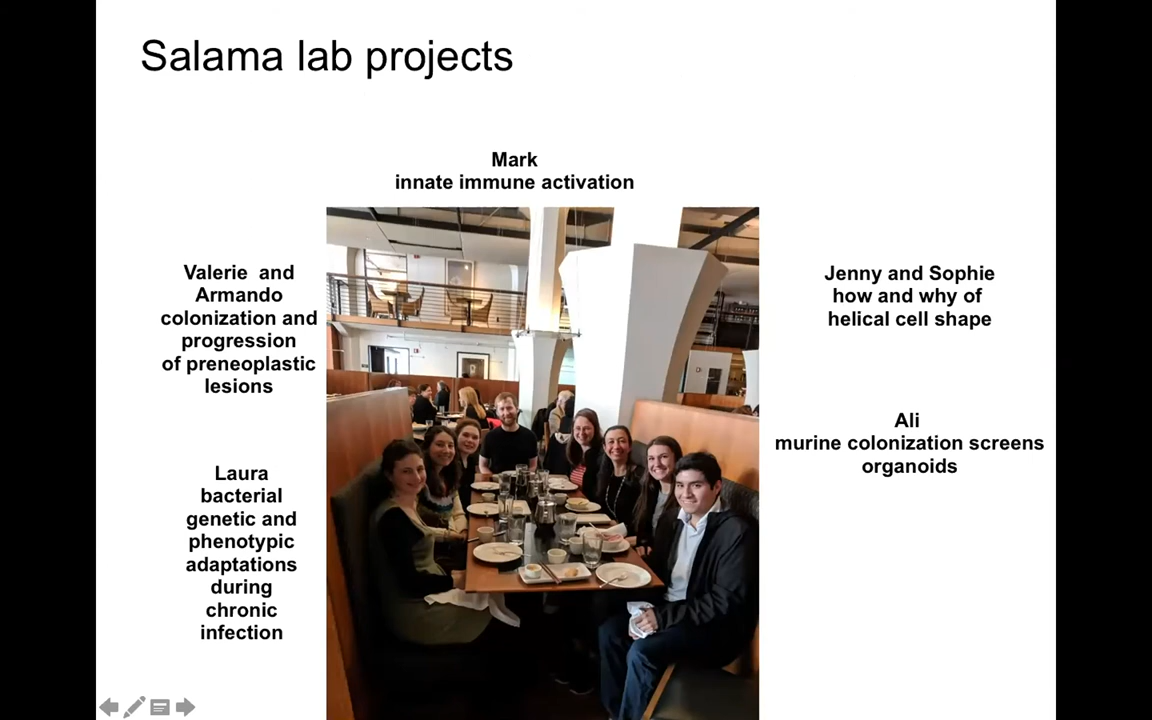 Salama lab projects
Mark
innate immune activation
Valerie and
Armando
colonization and
progression
of preneoplastic
lesions
Laura
bacterial
genetic and
phenotypic
adaptations
during
chronic
infection
Jenny and Sophie
how and why of
helical cell shape
Ali
murine colonization screens
organoids